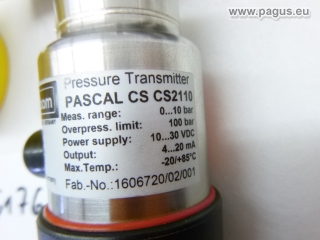 www.pagus.eu
Pressure Transmitter
PASCAL CS CS2110
Meas. range: 0...10 bar
Overpress. limit: 100 bar
Power supply: 10...30 VDC
Output: 4...20 mA
Max.Temp.: -20/+85°C
Fab.-No.:1606720/02/001